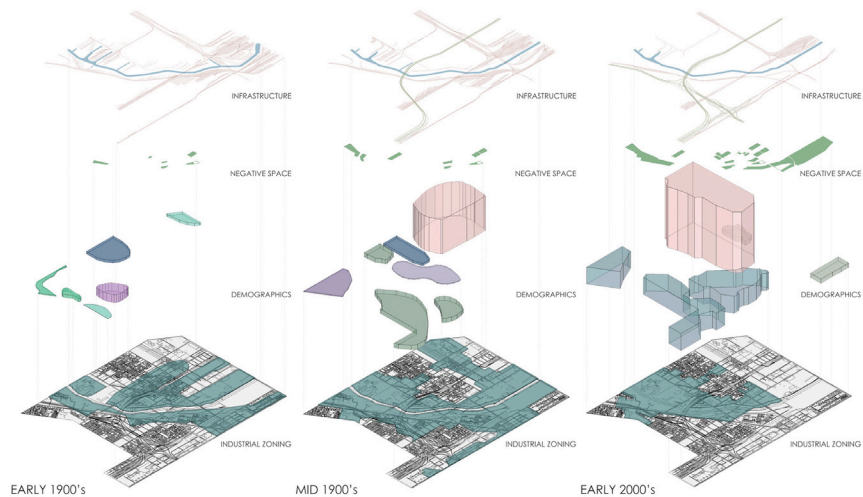 INFRASTRUCTURE
INFRASTRUCTURE
INFRASTRUCTURE
NEGATIVE SPACE
NEGATIVE SPACE
NEGATIVE SPACE
DEMOGRAPHICS
DEMOGRAPHICS
DEMOGRAPHICS
INDUSTRIAL ZONING
INDUSTRIAL ZONING
INDUSTRIAL ZONING
EARLY 1900's
MID 1900's
EARLY 2000's